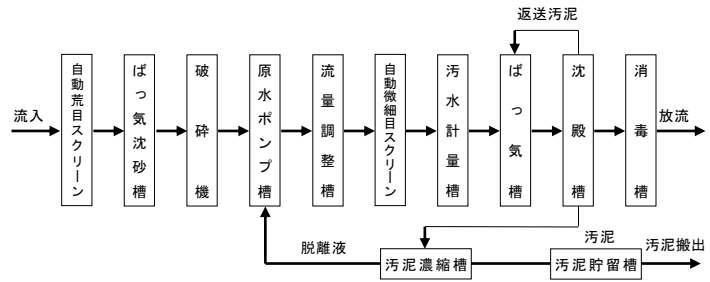 返送汚泥
流入
自動荒目スクリーン
ばっ気沈砂槽
破砕機
原水ポンプ槽
流量調整槽
自動微細目スクリーン
汚水計量槽
ばっ気槽
沈殿槽
消毒槽
放流
脱離液
汚泥濃縮槽
汚泥
汚泥貯留槽
汚泥搬出